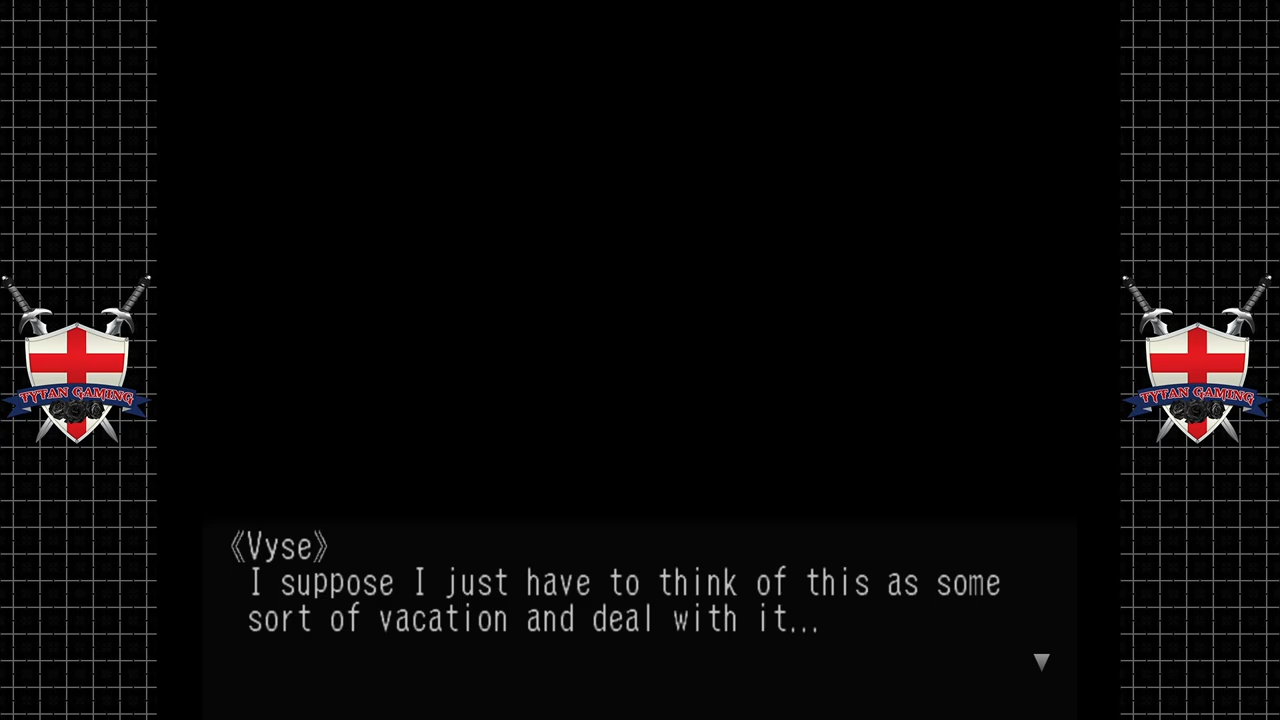 《Vyse》
I suppose I just have to think of this as some
sort of vacation and deal with it...
TYTAN GAMING
TYTAN GAMING